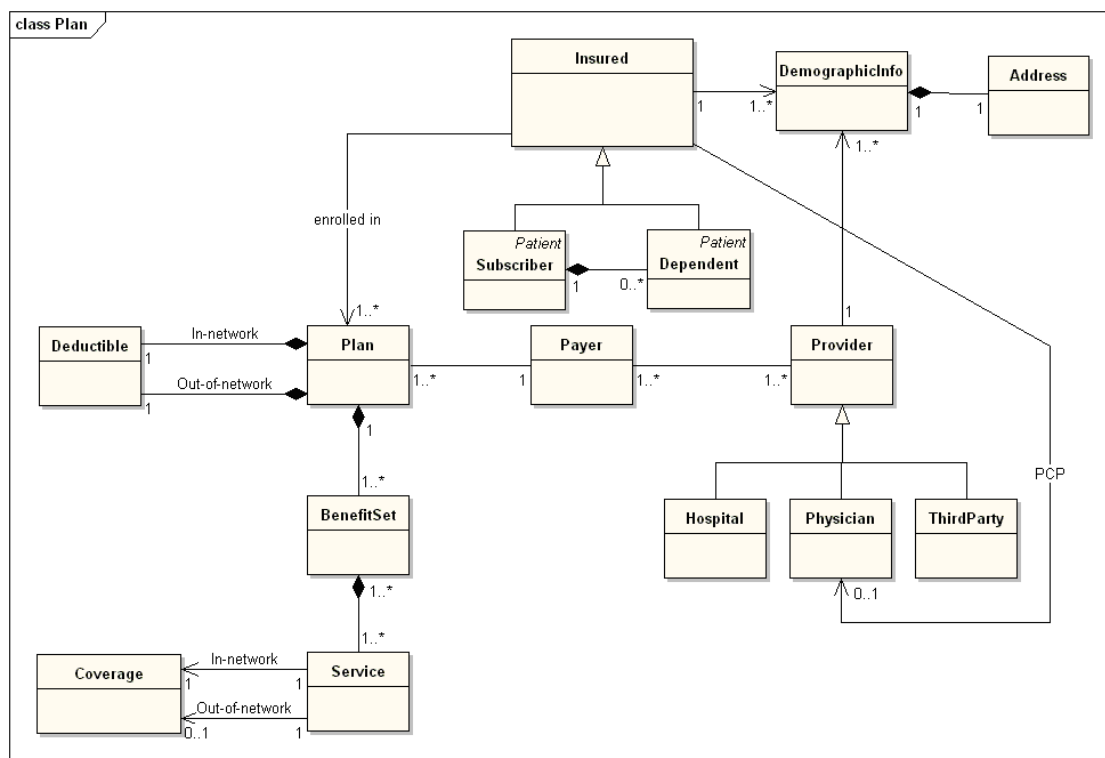 class Plan
Insured
DemographicInfo
Address
1
1..*
1
1
1..*
enrolled in
Patient
Subscriber
Patient
Dependent
1
0..*
1..*
1
Deductible
In-network
1
Out-of-network
1
Plan
Payer
Provider
1..*
1
1..*
1..*
1
PCP
1..*
BenefitSet
Hospital
Physician
ThirdParty
1..*
0..1
1..*
Coverage
In-network
1
1
Out-of-network
0..1
1
Service